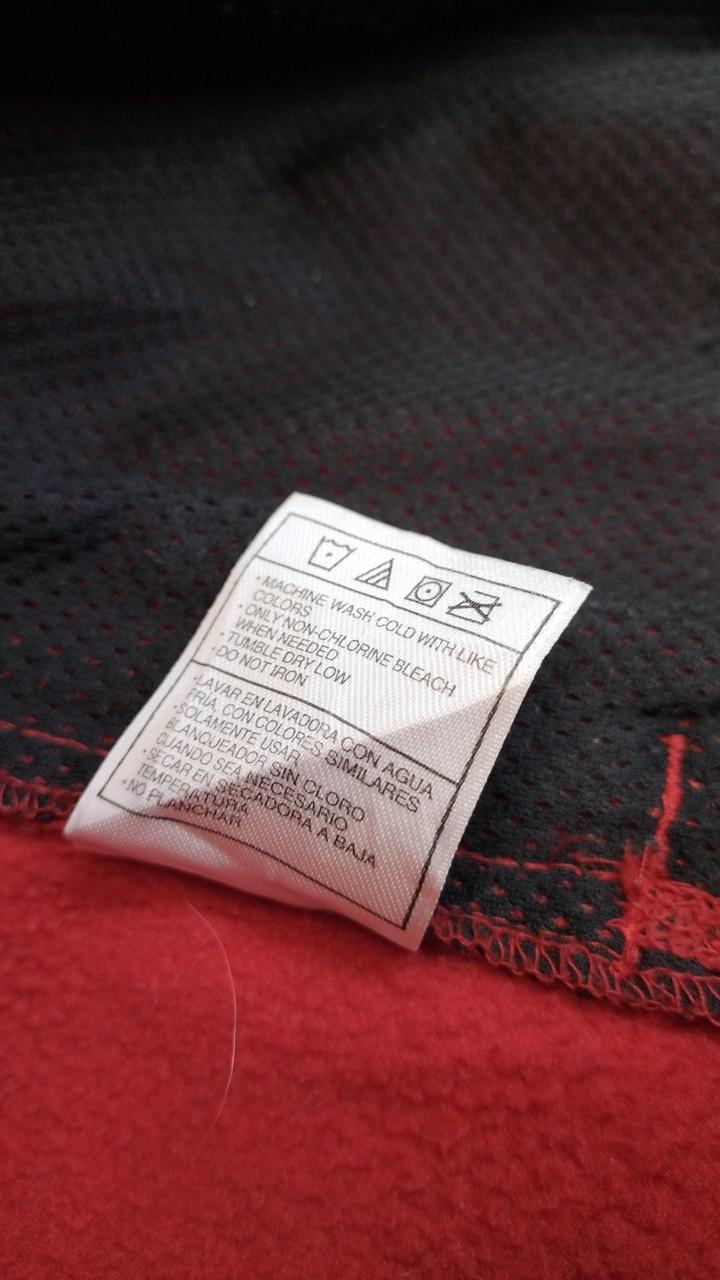 ·MACHINE WASH COLD WITH LIKE
COLORS
·ONLY NON-CHLORINE BLEACH
WHEN NEEDED
·TUMBLE DRY LOW
·DO NOT IRON
·LAVAR EN LAVADORA CON AGUA
FRIA, CON COLORES SIMILARES
·SOLAMENTE USAR
BLANQUEADOR SIN CLORO
CUANDO SEA NECESARIO
·SECAR EN SECADORA A BAJA
TEMPERATURA
·NO PLANCHAR